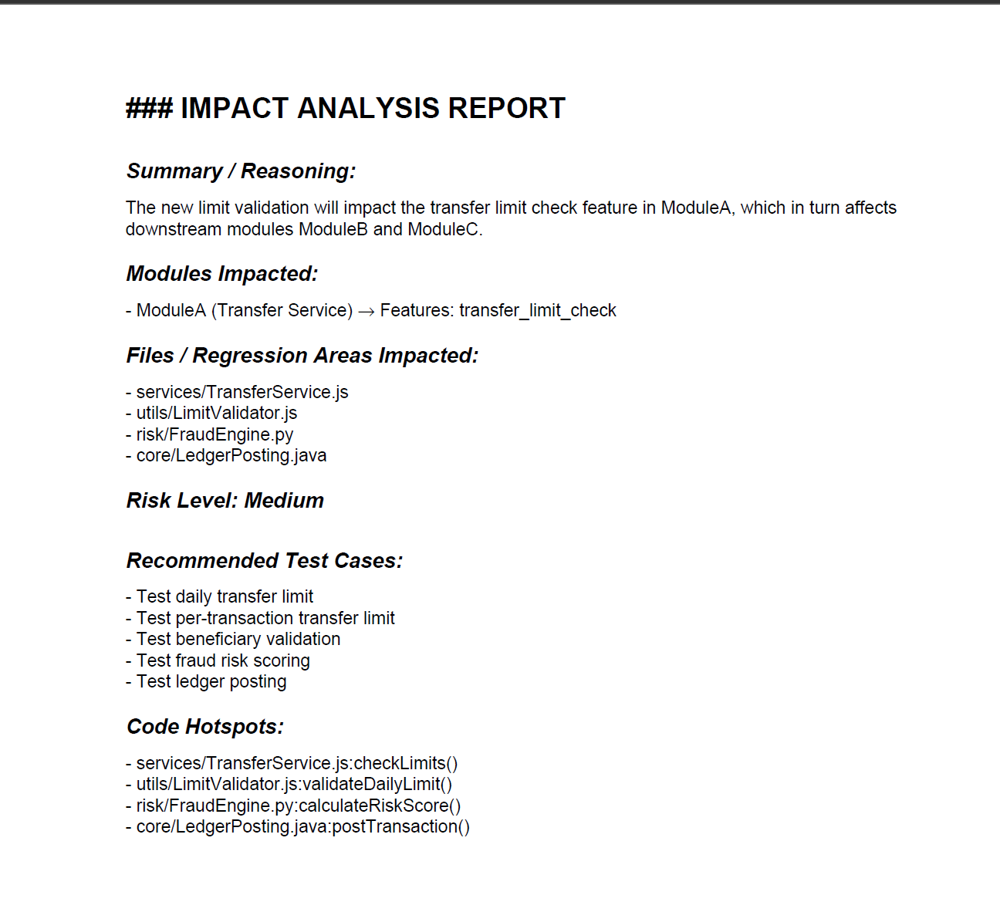 ### IMPACT ANALYSIS REPORT
Summary / Reasoning:
The new limit validation will impact the transfer limit check feature in ModuleA, which in turn affects
downstream modules ModuleB and ModuleC.
Modules Impacted:
- ModuleA (Transfer Service) → Features: transfer_limit_check
Files / Regression Areas Impacted:
- services/TransferService.js
- utils/LimitValidator.js
- risk/FraudEngine.py
- core/LedgerPosting.java
Risk Level: Medium
Recommended Test Cases:
- Test daily transfer limit
- Test per-transaction transfer limit
- Test beneficiary validation
- Test fraud risk scoring
- Test ledger posting
Code Hotspots:
- services/TransferService.js:checkLimits()
- utils/LimitValidator.js:validateDailyLimit()
- risk/FraudEngine.py:calculateRiskScore()
- core/LedgerPosting.java:postTransaction()